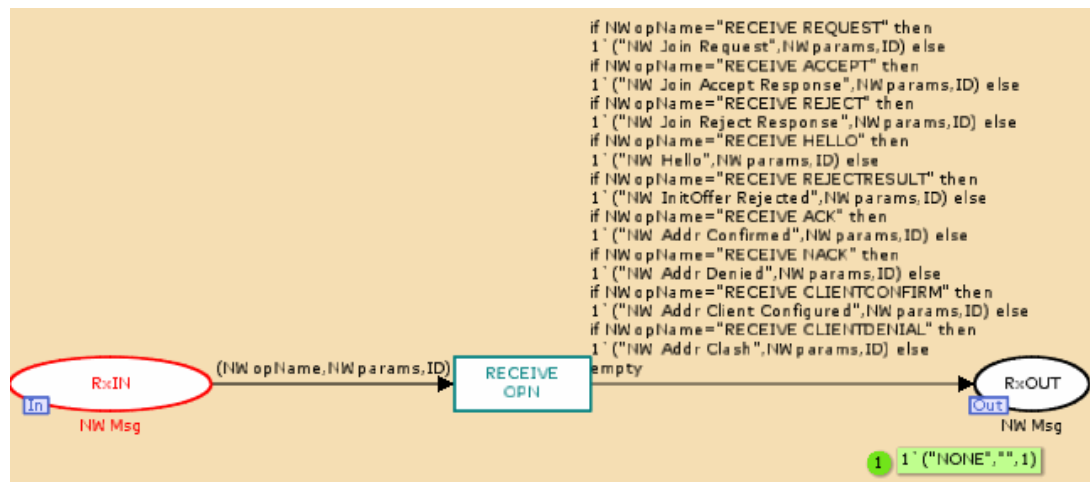 if NWopName="RECEIVE REQUEST" then
1`("NW Join Request",NWparams,ID) else
if NWopName="RECEIVE ACCEPT" then
1`("NW Join Accept Response",NWparams,ID) else
if NWopName="RECEIVE REJECT" then
1`("NW Join Reject Response",NWparams,ID) else
if NWopName="RECEIVE HELLO" then
1`("NW Hello",NWparams,ID) else
if NWopName="RECEIVE REJECTRESULT" then
1`("NW InitOffer Rejected",NWparams,ID) else
if NWopName="RECEIVE ACK" then
1`("NW Addr Confirmed",NWparams,ID) else
if NWopName="RECEIVE NACK" then
1`("NW Addr Denied",NWparams,ID) else
if NWopName="RECEIVE CLIENTCONFIRM" then
1`("NW Addr Client Configured",NWparams,ID) else
if NWopName="RECEIVE CLIENTDENIAL" then
1`("NW Addr Clash",NWparams,ID) else
empty
RxIN
In
NW Msg
(NWopName,NWparams,ID)
RECEIVE
OPN
RxOUT
Out
NW Msg
1
1`("NONE","",1)